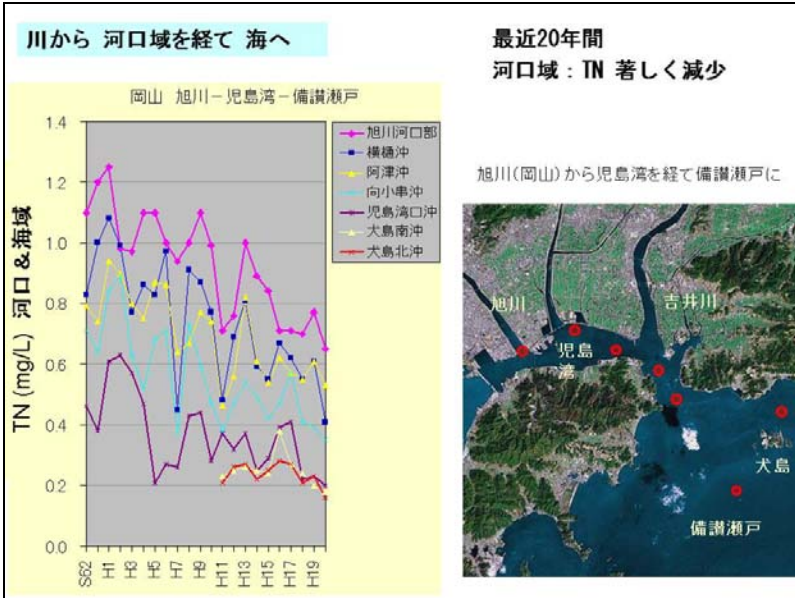 川から 河口域を経て 海へ
最近20年間
河口域：TN 著しく減少
岡山 旭川－児島湾－備讃瀬戸
TN (mg/L) 河口＆海域
1.4
1.2
1.0
0.8
0.6
0.4
0.2
0.0
S62
H1
H3
H5
H7
H9
H11
H13
H15
H17
H19
旭川河口部
横樋沖
阿津沖
向小串沖
児島湾口沖
犬島南沖
犬島北沖
旭川(岡山)から児島湾を経て備讃瀬戸に
旭川
吉井川
児島
湾
犬島
備讃瀬戸